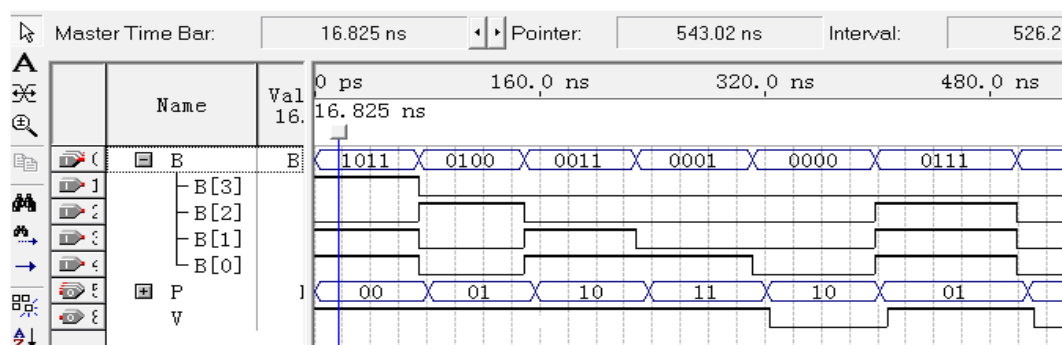 Master Time Bar: 16.825 ns Pointer: 543.02 ns Interval: 526.2
A
Name Val 16.
0 ps 160.0 ns 320.0 ns 480.0 ns
16.825 ns
B B 1011 0100 0011 0001 0000 0111
1 B[3]
B[2]
B[1]
B[0]
P 00 01 10 11 10 01
V